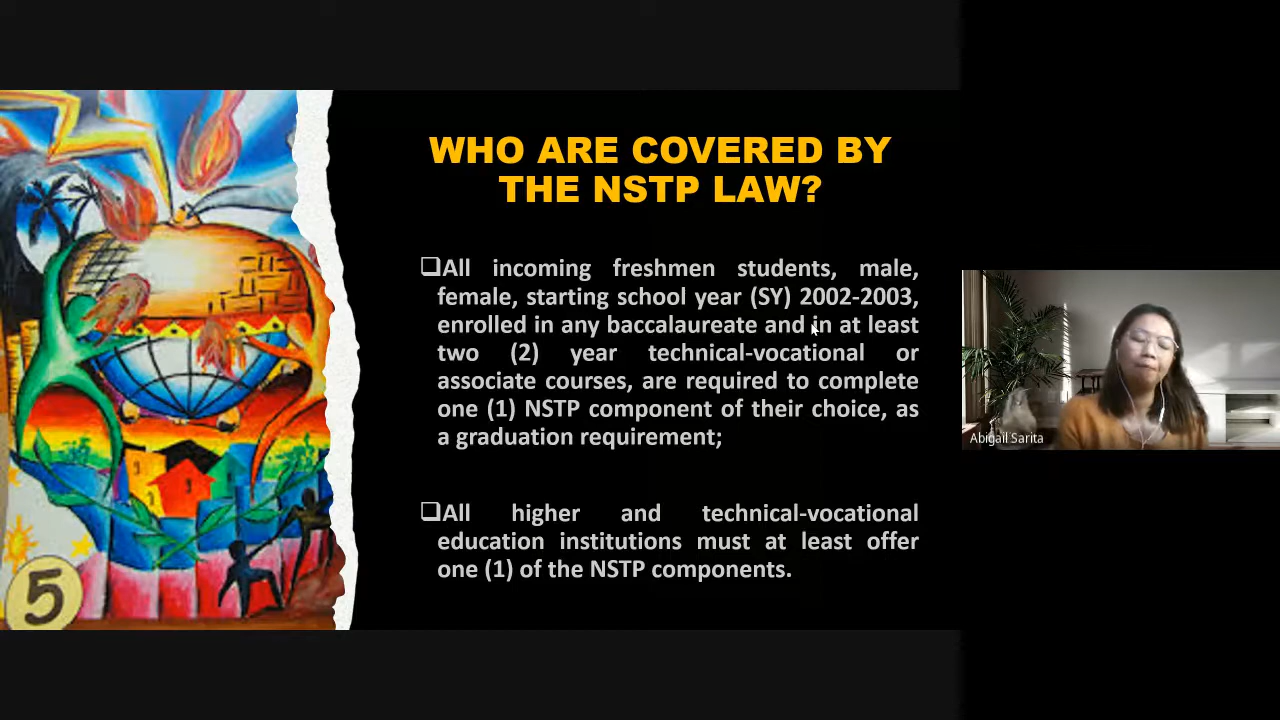 WHO ARE COVERED BY
THE NSTP LAW?
❑All incoming freshmen students, male,
female, starting school year (SY) 2002-2003,
enrolled in any baccalaureate and in at least
two (2) year technical-vocational or
associate courses, are required to complete
one (1) NSTP component of their choice, as
a graduation requirement;
❑All higher and technical-vocational
education institutions must at least offer
one (1) of the NSTP components.
5
Abigail Sarita